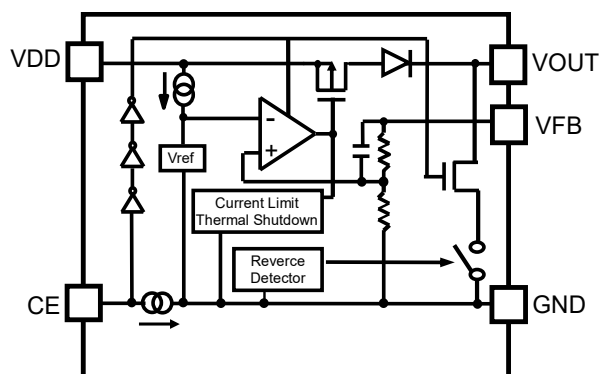 VDD
VOUT
VFB
-
+
Vref
Current Limit
Thermal Shutdown
Reverce
Detector
CE
GND